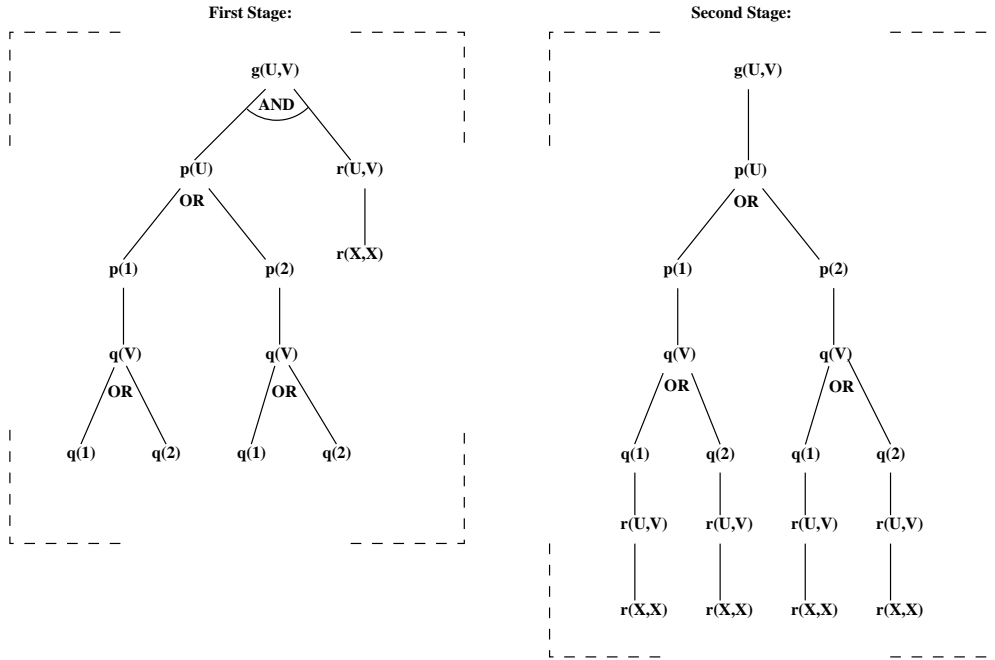 First Stage:
g(U,V)
AND
p(U)
r(U,V)
OR
r(X,X)
p(1)
p(2)
q(V)
q(V)
OR
OR
q(1)
q(2)
q(1)
q(2)
Second Stage:
g(U,V)
p(U)
OR
p(1)
p(2)
q(V)
q(V)
OR
OR
q(1)
q(2)
q(1)
q(2)
r(U,V)
r(U,V)
r(U,V)
r(U,V)
r(X,X)
r(X,X)
r(X,X)
r(X,X)